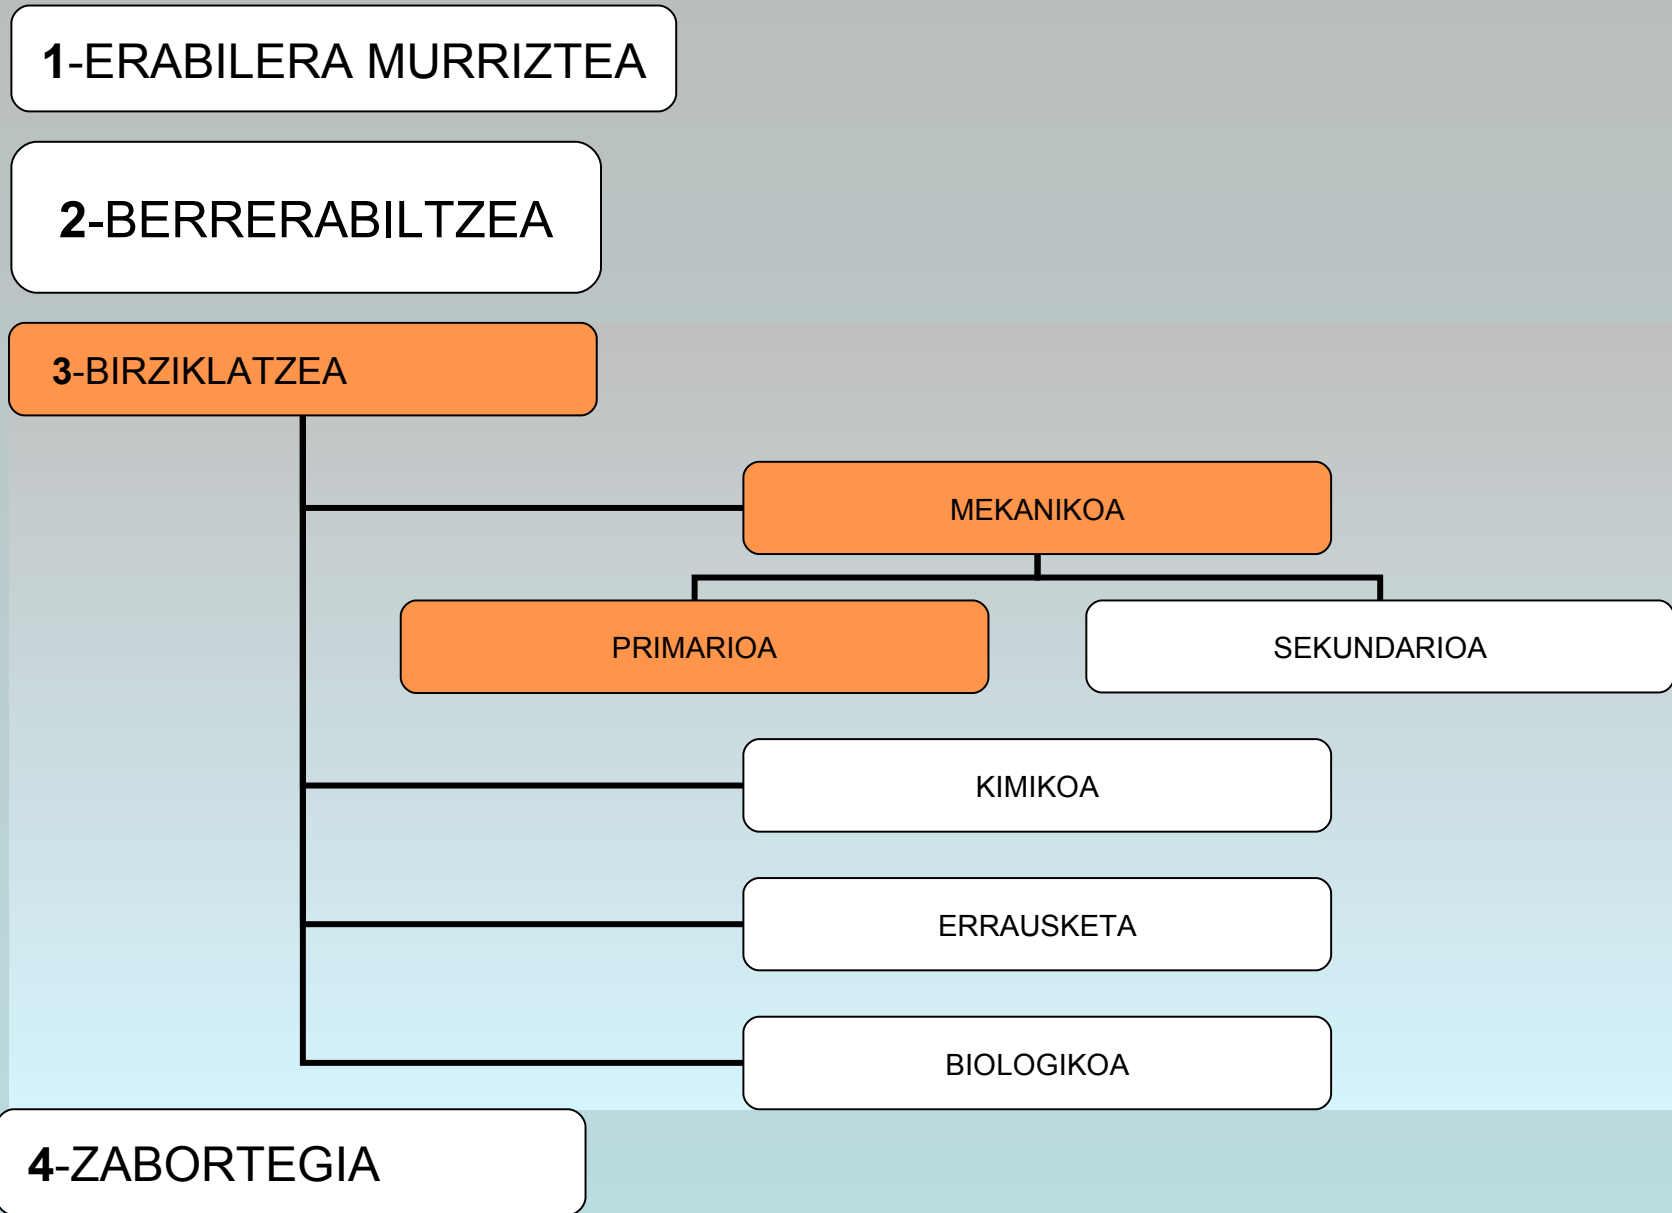 1-ERABILERA MURRIZTEA
2-BERRERABILTZEA
3-BIRZIKLATZEA
MEKANIKOA
PRIMARIOA
SEKUNDARIOA
KIMIKOA
ERRAUSKETA
BIOLOGIKOA
4-ZABORTEGIA